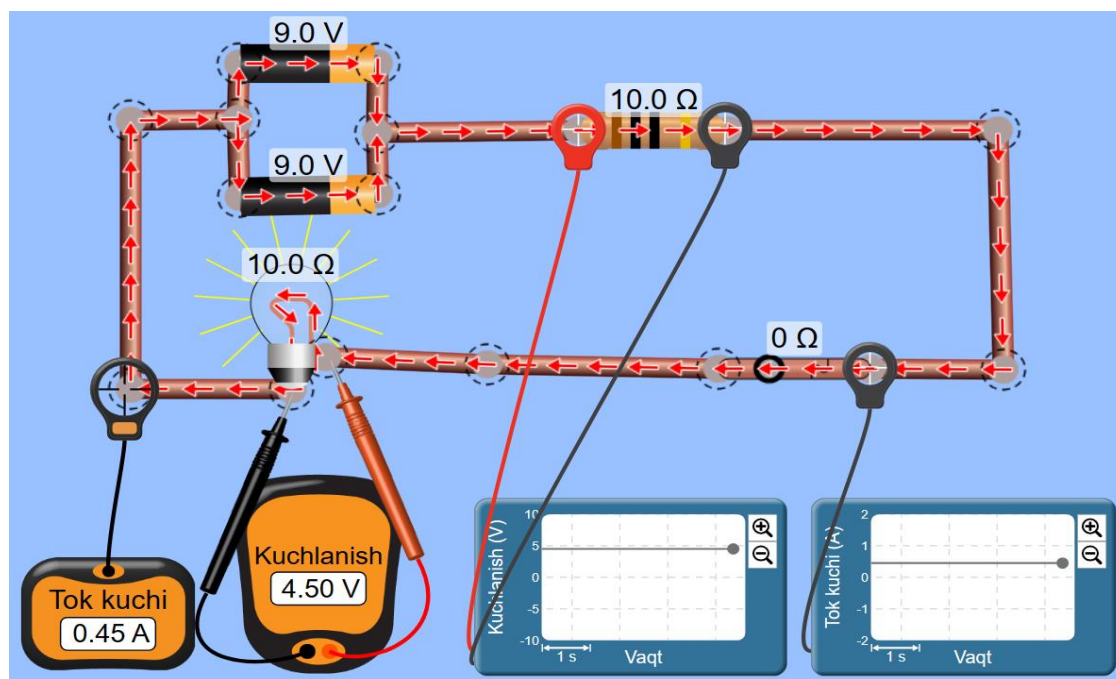 9.0 V
10.0 Ω
9.0 V
10.0 Ω
0 Ω
Tok kuchi
0.45 A
Kuchlanish
4.50 V
Kuchlanish (V)
10
5
0
-5
-10
1 s
Vaqt
Tok kuchi (A)
2
1
0
-1
-2
1 s
Vaqt